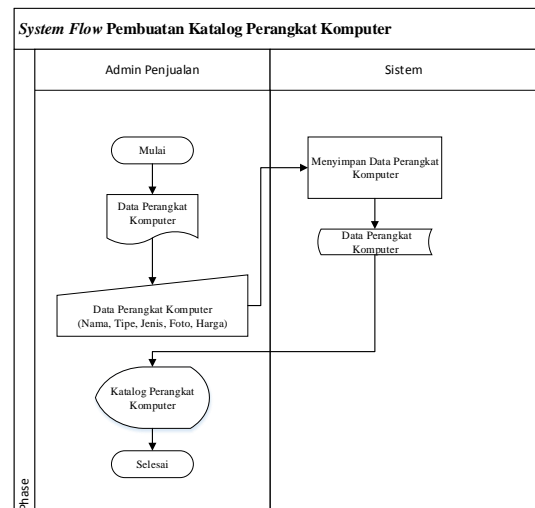 System Flow Pembuatan Katalog Perangkat Komputer
Admin Penjualan
Sistem
Mulai
Data Perangkat
Komputer
Data Perangkat Komputer
(Nama, Tipe, Jenis, Foto, Harga)
Menyimpan Data Perangkat
Komputer
Data Perangkat
Komputer
Katalog Perangkat
Komputer
Selesai
Phase